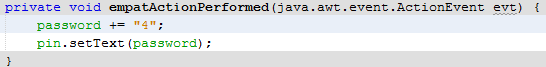 private void empatActionPerformed(java.awt.event.ActionEvent evt) {
password += "4";
pin.setText(password);
}